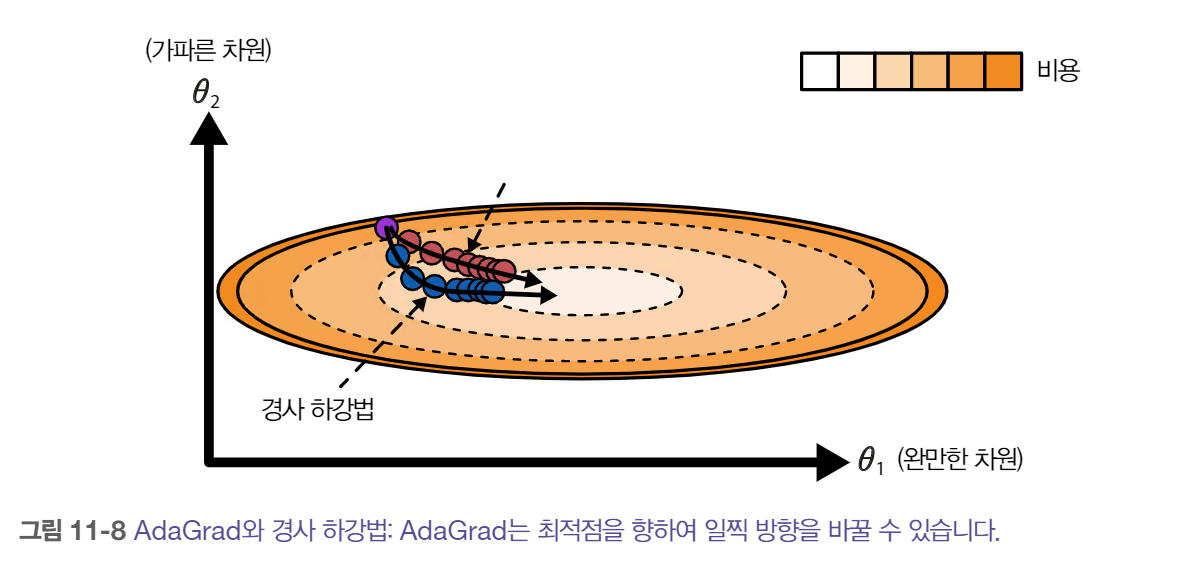 (가파른 차원)
θ2
비용
경사 하강법
θ1 (완만한 차원)
그림 11-8 AdaGrad와 경사 하강법: AdaGrad는 최적점을 향하여 일찍 방향을 바꿀 수 있습니다.